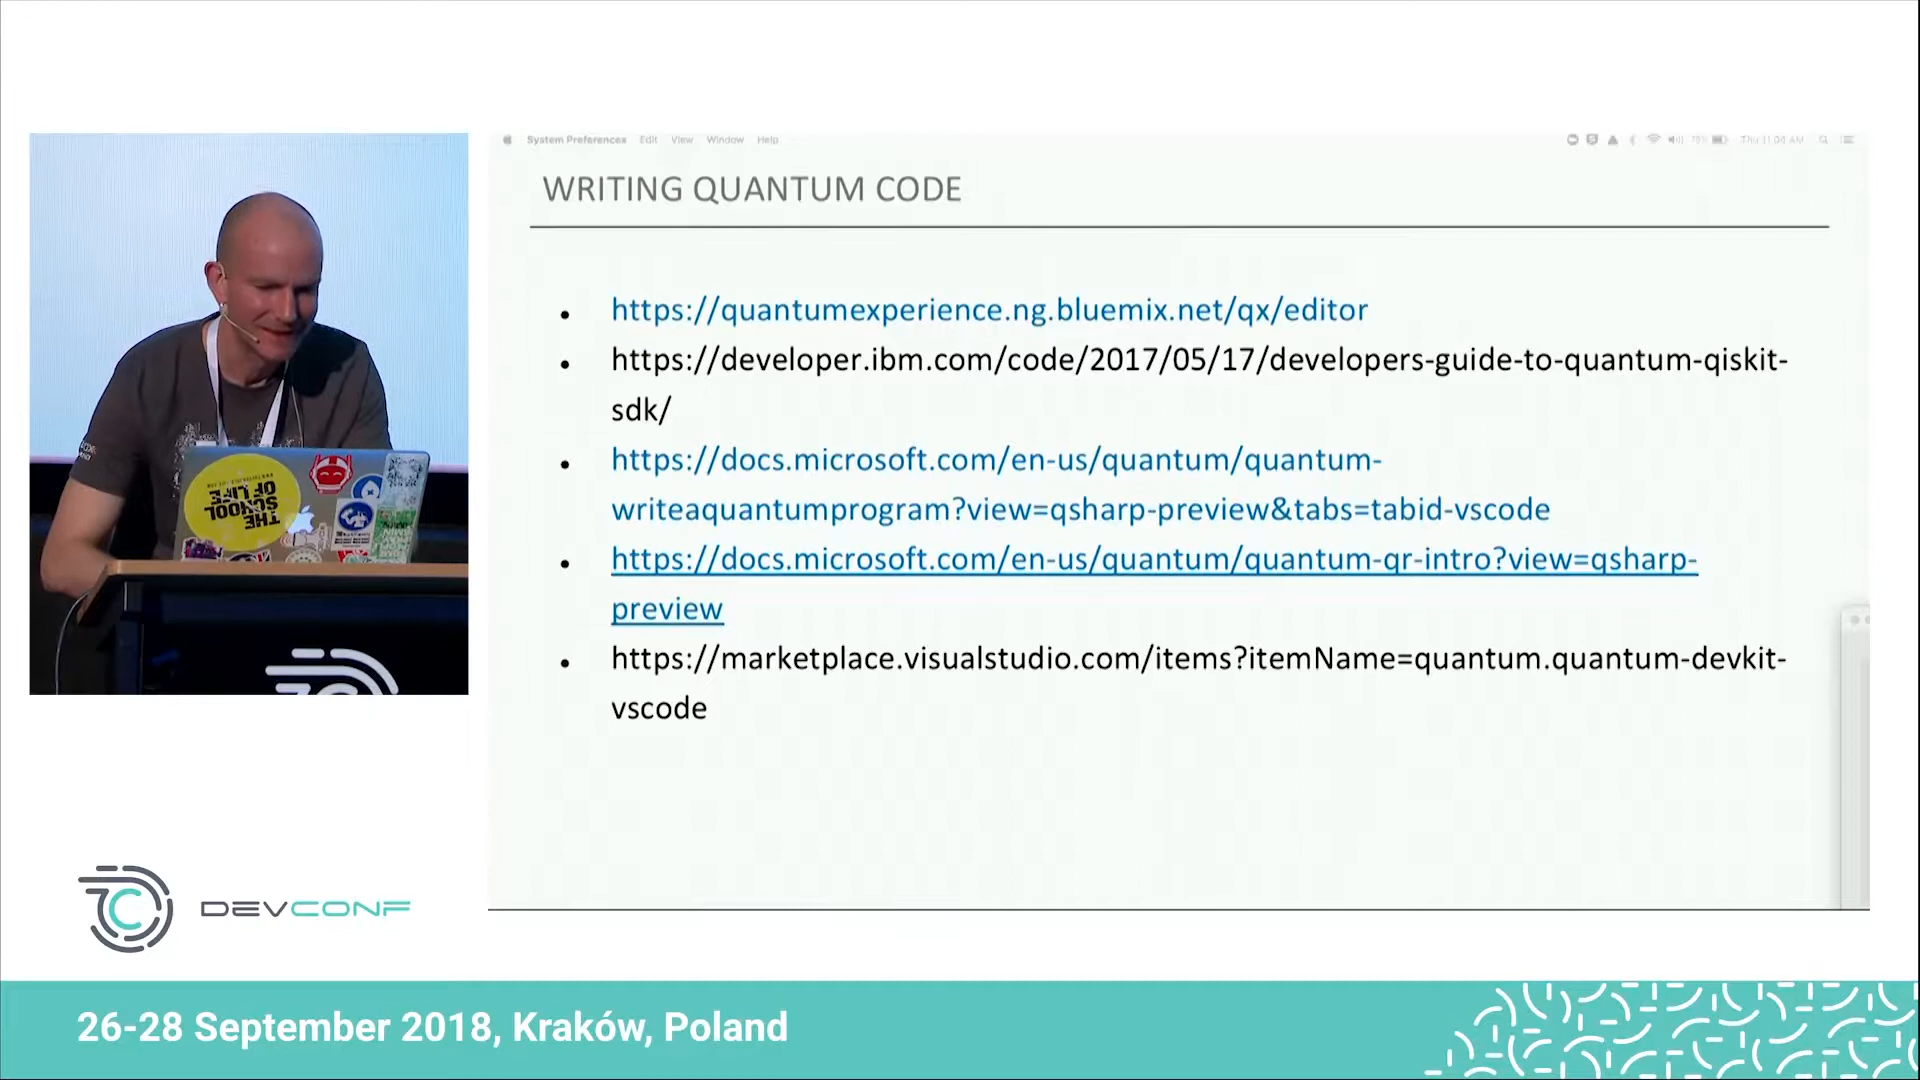 System Preferences Edit View Window Help
Thu 11:04 AM
WRITING QUANTUM CODE
https://quantumexperience.ng.bluemix.net/qx/editor
https://developer.ibm.com/code/2017/05/17/developers-guide-to-quantum-qiskit-
sdk/
https://docs.microsoft.com/en-us/quantum/quantum-
writeaquantumprogram?view=qsharp-preview&tabs=tabid-vscode
https://docs.microsoft.com/en-us/quantum/quantum-qr-intro?view=qsharp-
preview
https://marketplace.visualstudio.com/items?itemName=quantum.quantum-devkit-
vscode
THE
SCHOOL
OF LIFE
DEVCONF
26-28 September 2018, Kraków, Poland